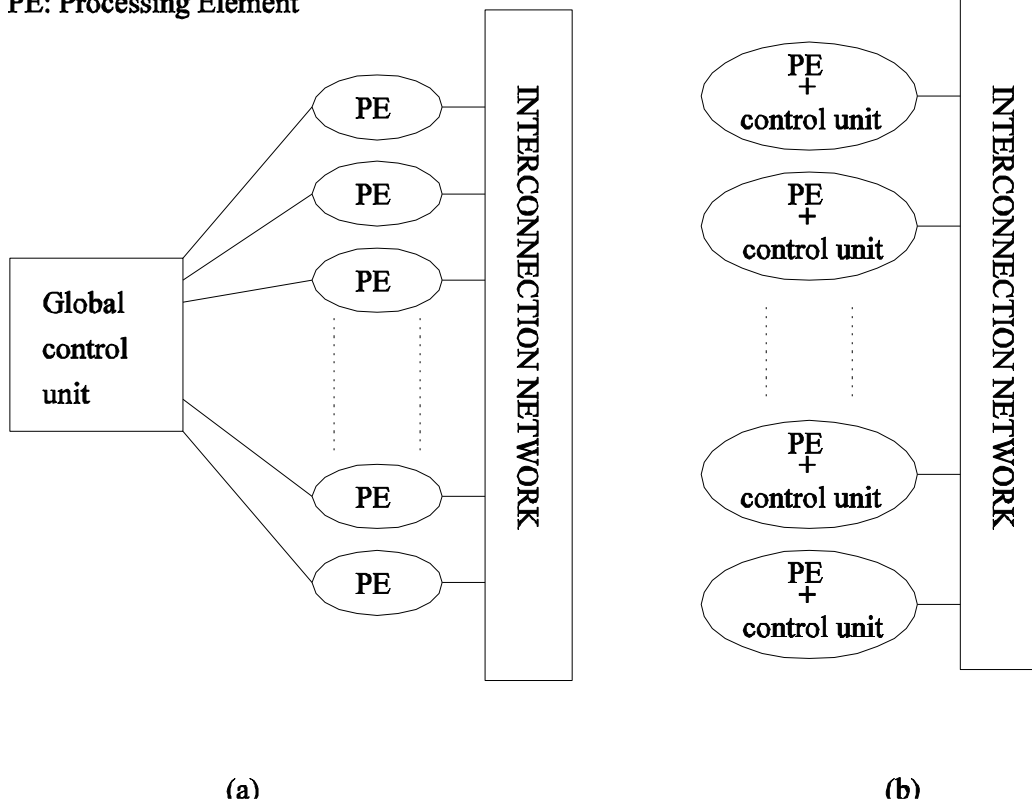 PE: Processing Element
PE
PE
PE
PE
PE
Global
control
unit
INTERCONNECTION NETWORK
(a)
PE
+
control unit
PE
+
control unit
PE
+
control unit
PE
+
control unit
INTERCONNECTION NETWORK
(b)